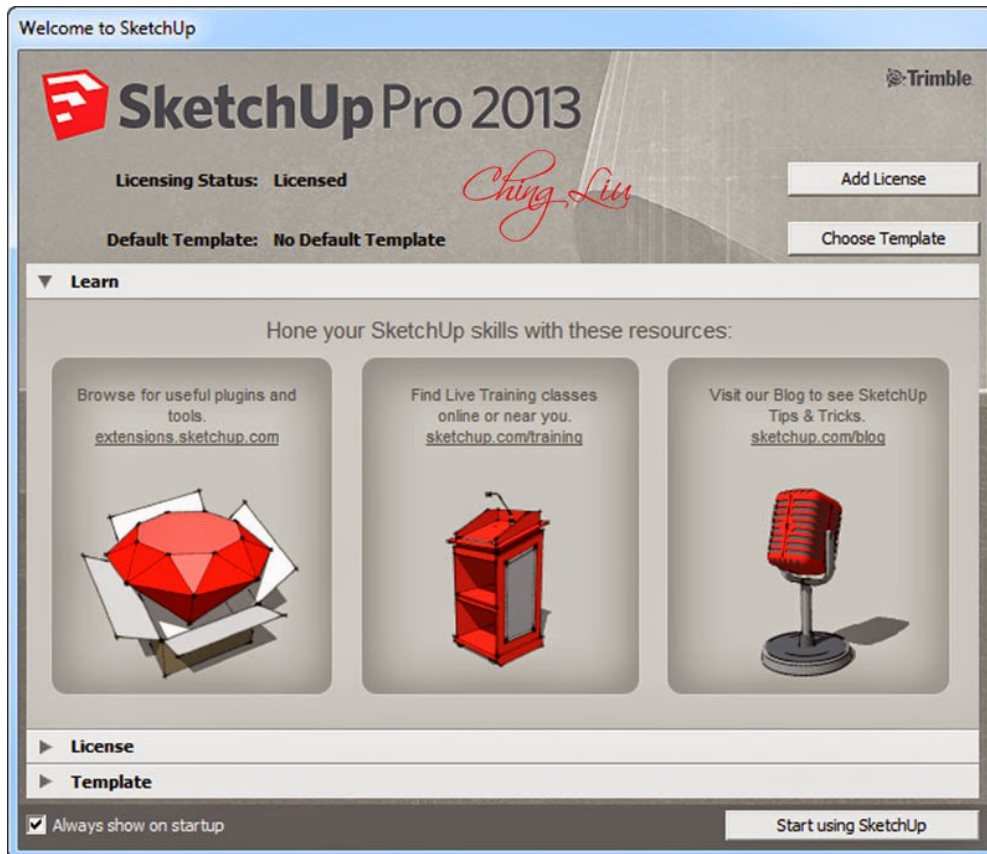 Welcome to SketchUp
SketchUp Pro 2013
Trimble
Licensing Status: Licensed
Ching Liu
Add License
Default Template: No Default Template
Choose Template
Learn
Hone your SketchUp skills with these resources:
Browse for useful plugins and
tools.
extensions.sketchup.com
Find Live Training classes
online or near you.
sketchup.com/training
Visit our Blog to see SketchUp
Tips & Tricks.
sketchup.com/blog
License
Template
Always show on startup
Start using SketchUp